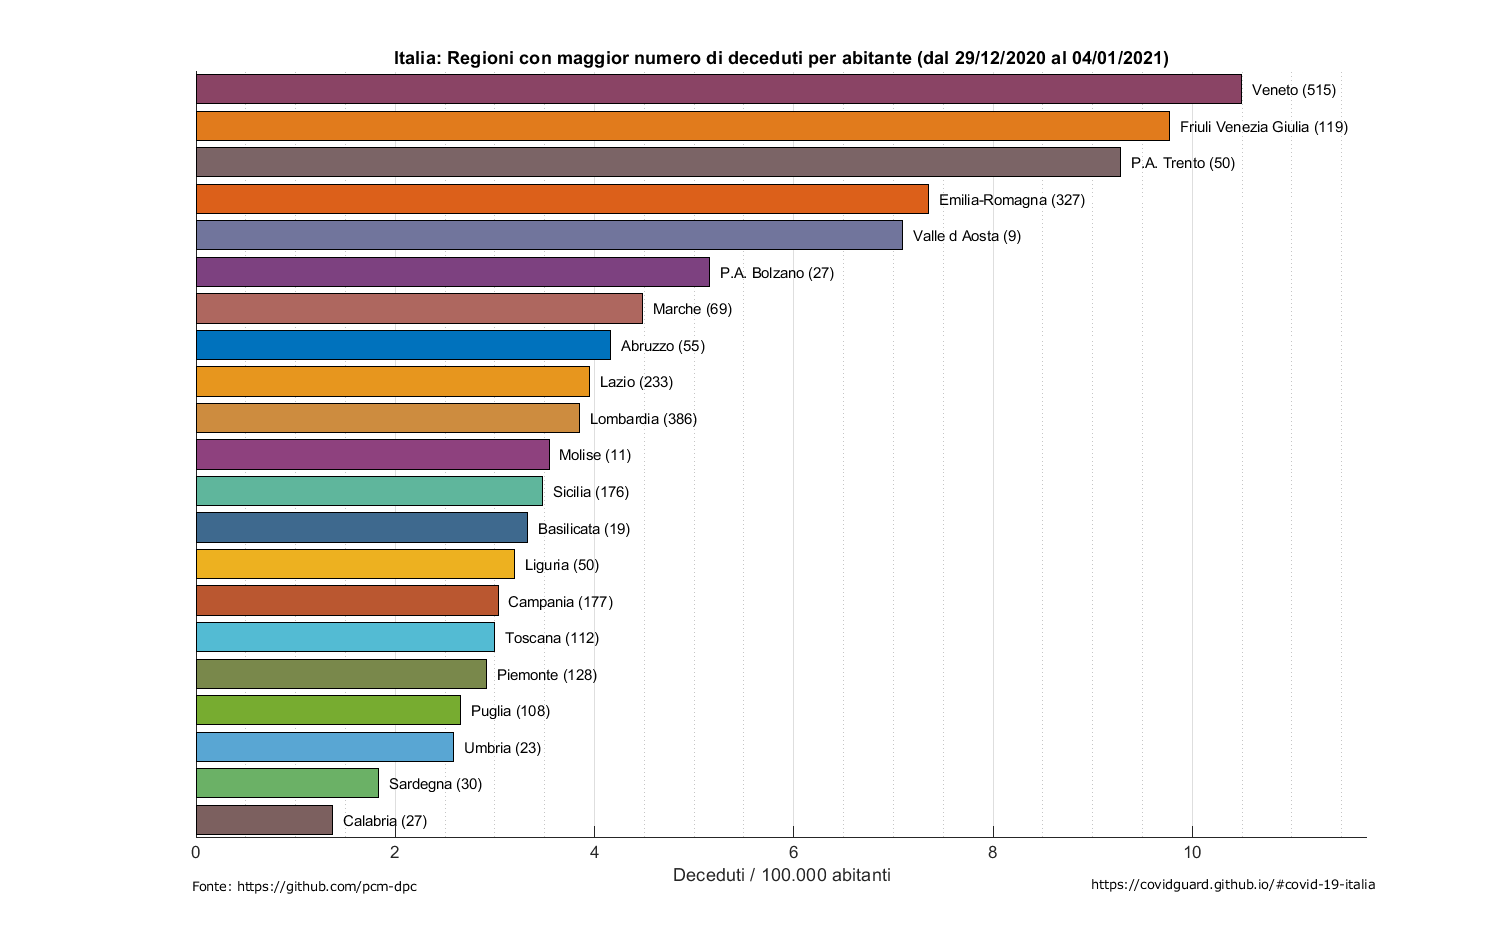 Italia: Regioni con maggior numero di deceduti per abitante (dal 29/12/2020 al 04/01/2021)
Veneto (515)
Friuli Venezia Giulia (119)
P.A. Trento (50)
Emilia-Romagna (327)
Valle d Aosta (9)
P.A. Bolzano (27)
Marche (69)
Abruzzo (55)
Lazio (233)
Lombardia (386)
Molise (11)
Sicilia (176)
Basilicata (19)
Liguria (50)
Campania (177)
Toscana (112)
Piemonte (128)
Puglia (108)
Umbria (23)
Sardegna (30)
Calabria (27)
0 2 4 6 8 10
Deceduti / 100.000 abitanti
Fonte: https://github.com/pcm-dpc
https://covidguard.github.io/#covid-19-italia